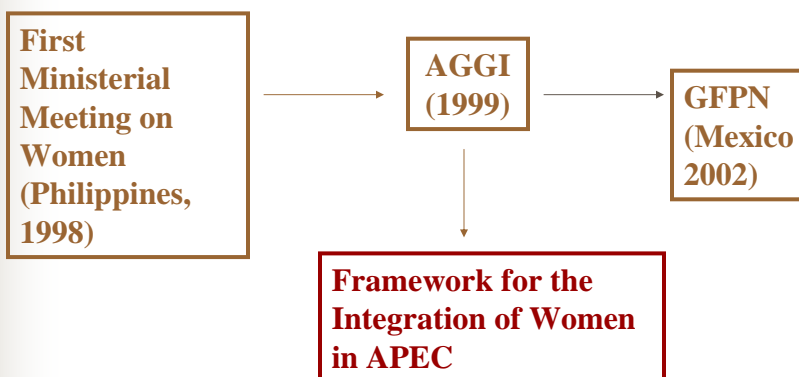 First
Ministerial
Meeting on
Women
(Philippines,
1998)
AGGI
(1999)
GFPN
(Mexico
2002)
Framework for the
Integration of Women
in APEC